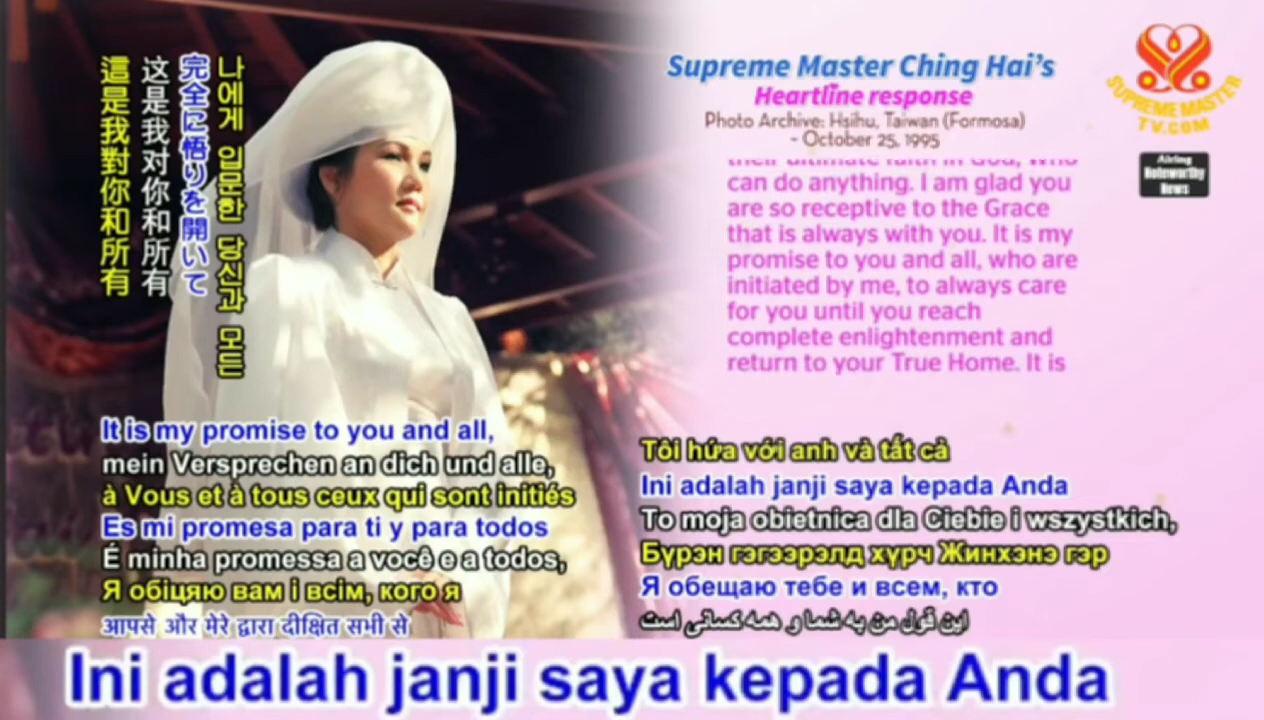 這是我對你和所有
这是我对你和所有
完全に悟りを開いて
나에게 입문한 당신과 모든
Supreme Master Ching Hai's
Heartline response
Photo Archive: Hsihu, Taiwan (Formosa)
- October 25, 1995
their ultimate faith in God, who
can do anything. I am glad you
are so receptive to the Grace
that is always with you. It is my
promise to you and all, who are
initiated by me, to always care
for you until you reach
complete enlightenment and
return to your True Home. It is
SUPREME MASTER
TV.COM
Airing
Noteworthy
News
It is my promise to you and all,
mein Versprechen an dich und alle,
à Vous et à tous ceux qui sont initiés
Es mi promesa para ti y para todos
É minha promessa a você e a todos,
Я обіцяю вам і всім, кого я
आपसे और मेरे द्वारा दीक्षित सभी से
Tôi hứa với anh và tất cả
Ini adalah janji saya kepada Anda
To moja obietnica dla Ciebie i wszystkich,
Бүрэн гэгээрэлд хүрч Жинхэнэ гэр
Я обещаю тебе и всем, кто
این قول من به شما و همه کسانی است
Ini adalah janji saya kepada Anda